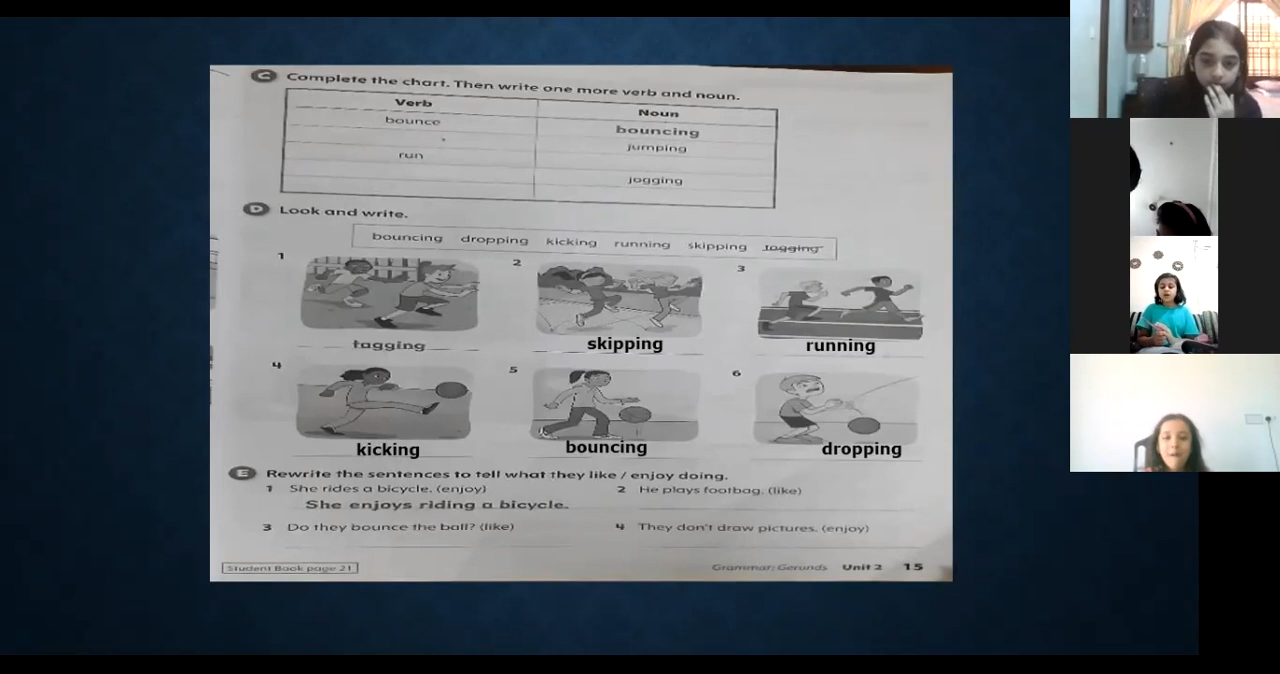 C Complete the chart. Then write one more verb and noun.
Verb Noun
bounce bouncing
jumping
run
jogging
D Look and write.
bouncing dropping kicking running skipping tagging
1 2 3
tagging skipping running
4 5 6
kicking bouncing dropping
E Rewrite the sentences to tell what they like / enjoy doing.
1 She rides a bicycle. (enjoy) 2 He plays footbag. (like)
She enjoys riding a bicycle.
3 Do they bounce the ball? (like) 4 They don't draw pictures. (enjoy)
Student Book page 21 Grammar: Gerunds Unit 2 15